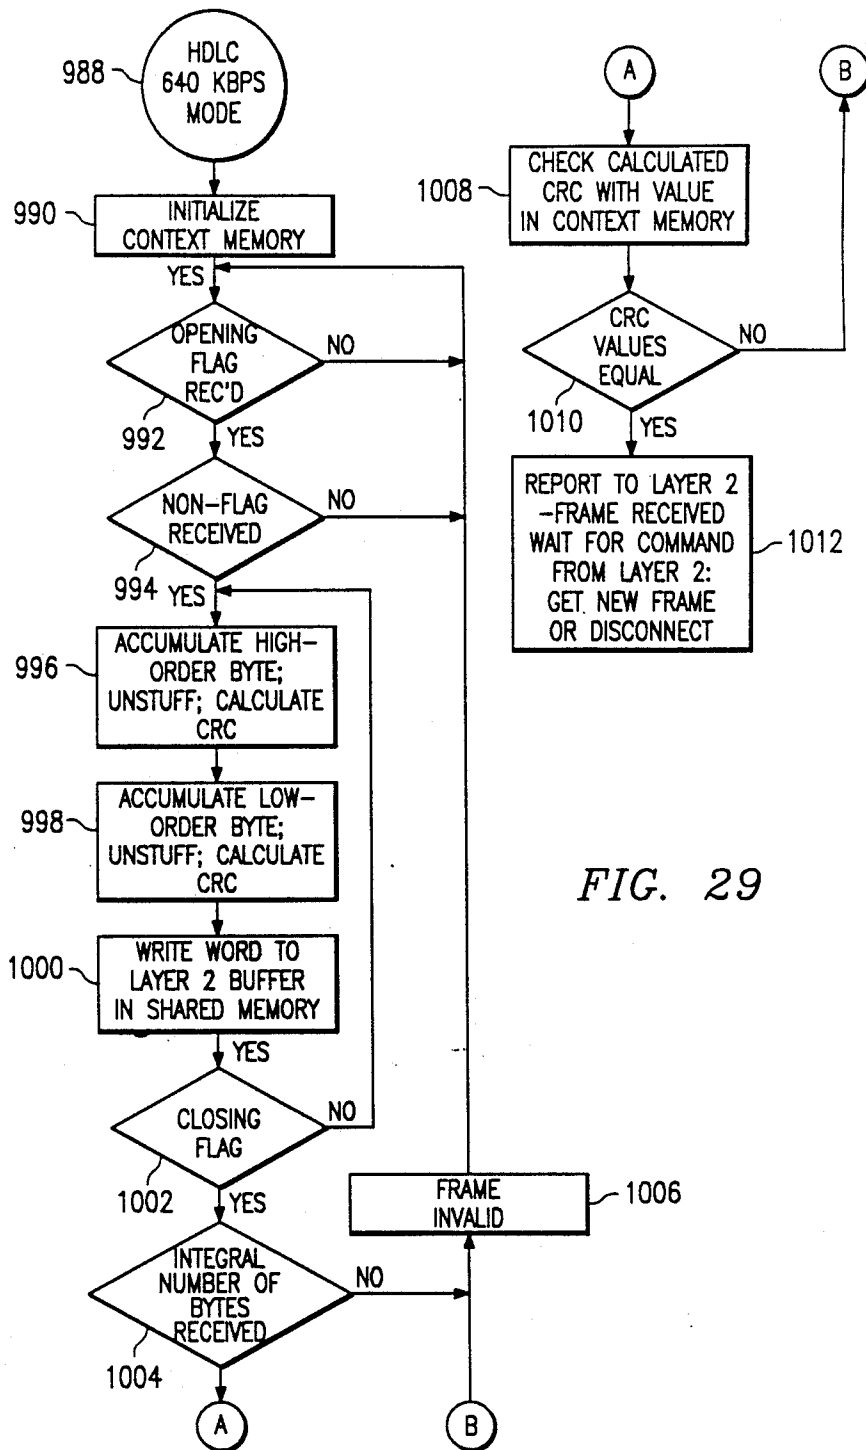 988
HDLC
640 KBPS
MODE
990
INITIALIZE
CONTEXT MEMORY
YES
OPENING
FLAG
REC'D
NO
992
YES
NON-FLAG
RECEIVED
NO
994
YES
996
ACCUMULATE HIGH-
ORDER BYTE;
UNSTUFF; CALCULATE
CRC
998
ACCUMULATE LOW-
ORDER BYTE;
UNSTUFF; CALCULATE
CRC
1000
WRITE WORD TO
LAYER 2 BUFFER
IN SHARED MEMORY
YES
CLOSING
FLAG
NO
1002
YES
INTEGRAL
NUMBER OF
BYTES
RECEIVED
NO
1004
A
FRAME
INVALID
1006
B
A
B
1008
CHECK CALCULATED
CRC WITH VALUE
IN CONTEXT MEMORY
CRC
VALUES
EQUAL
NO
1010
YES
REPORT TO LAYER 2
-FRAME RECEIVED
WAIT FOR COMMAND
FROM LAYER 2:
GET NEW FRAME
OR DISCONNECT
1012
FIG. 29